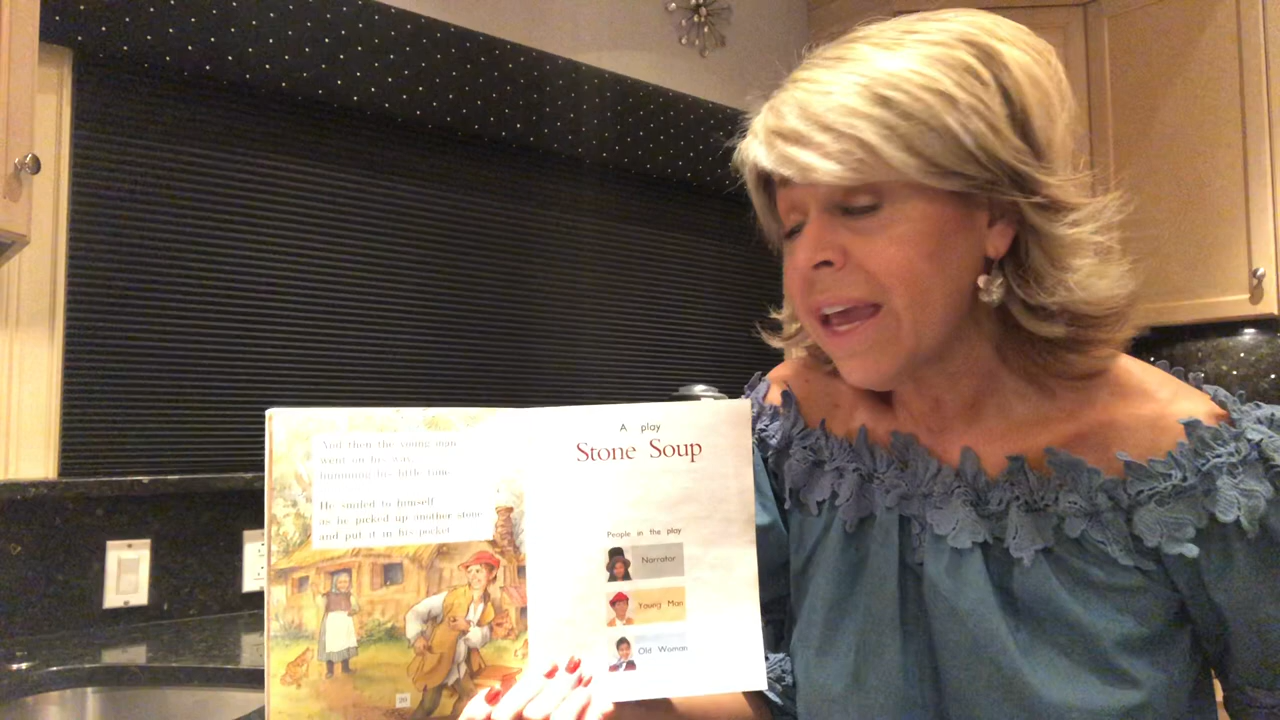 And then the young man
went on his way,
humming his little tune.
He smiled to himself
as he picked up another stone
and put it in his pocket.
20
A play
Stone Soup
People in the play
Narrator
Young Man
Old Woman